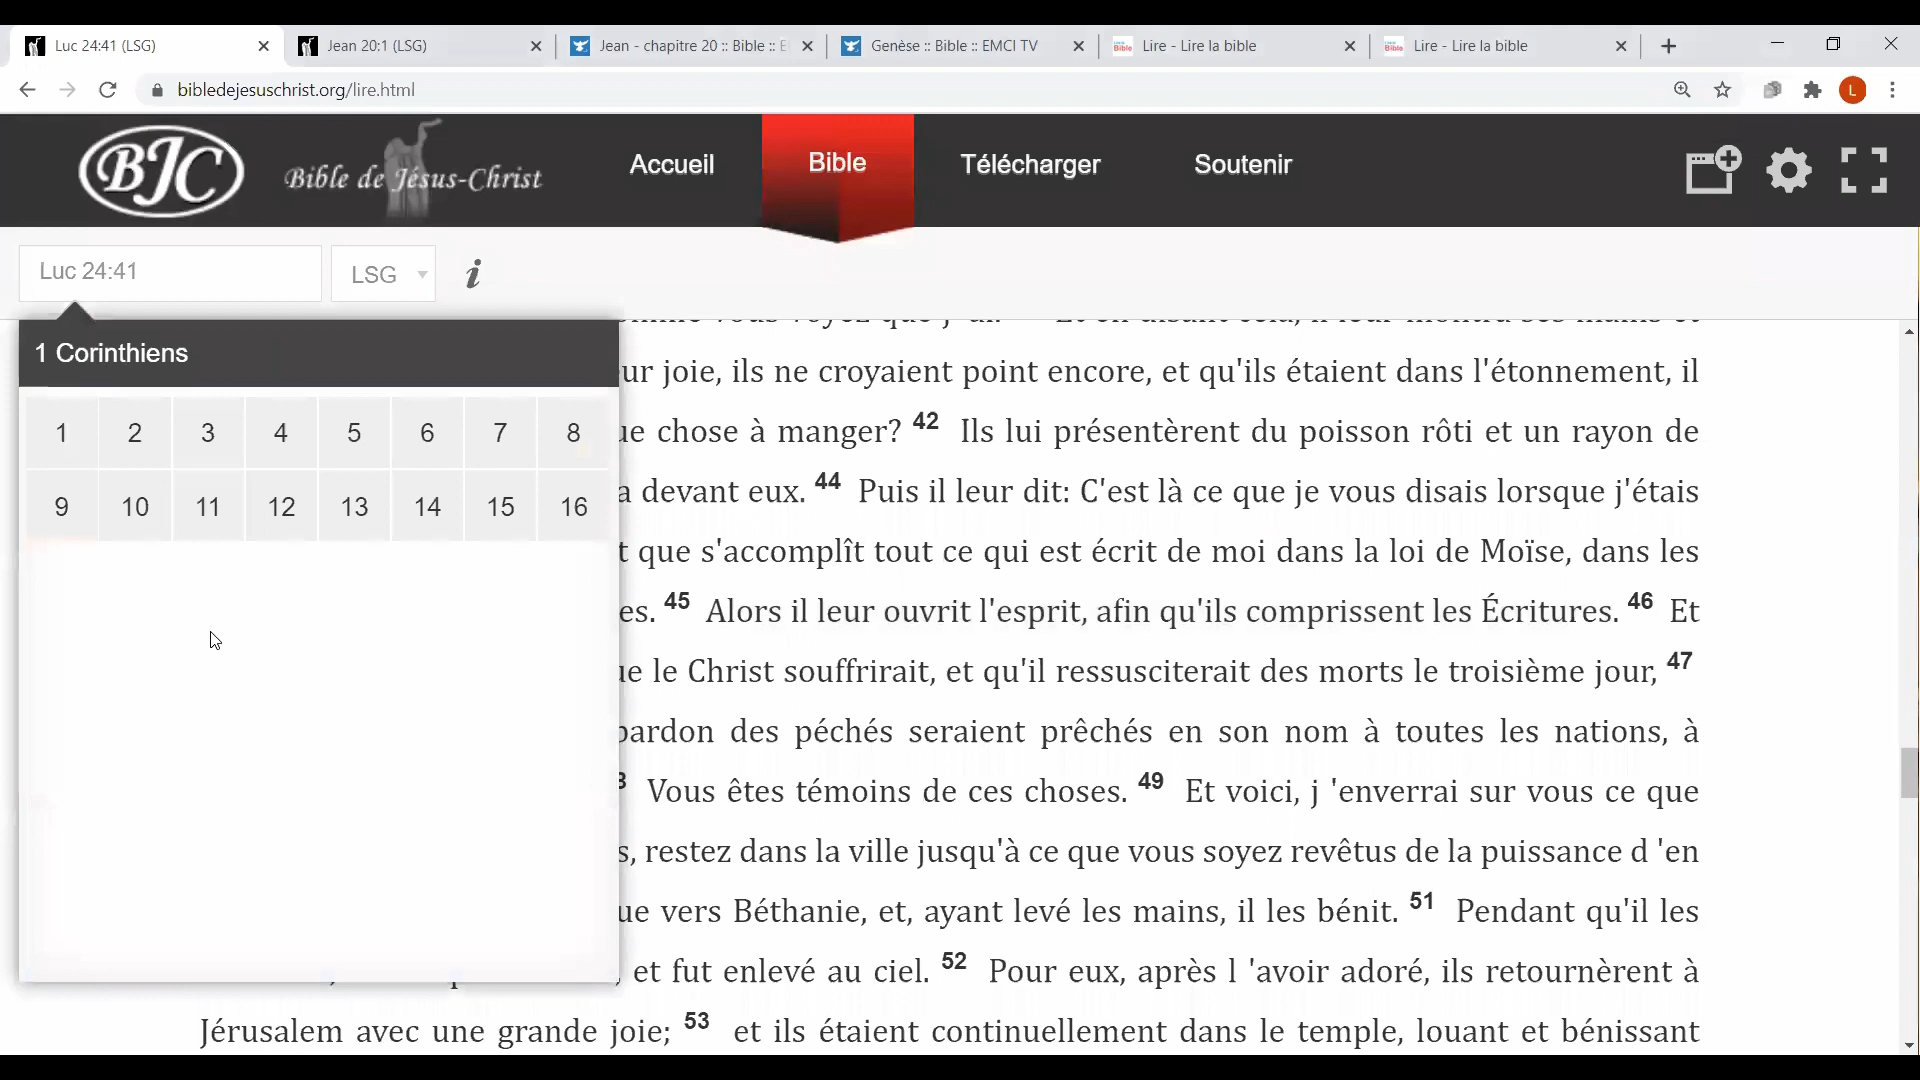 Luc 24:41 (LSG)
Jean 20:1 (LSG)
Jean - chapitre 20 :: Bible :: E
Genèse :: Bible :: EMCI TV
Lire - Lire la bible
Lire - Lire la bible
bibledejesuschrist.org/lire.html
L
BJC
Bible de Jésus-Christ
Accueil
Bible
Télécharger
Soutenir
Luc 24:41
LSG
i
1 Corinthiens
1 2 3 4 5 6 7 8
9 10 11 12 13 14 15 16
ur joie, ils ne croyaient point encore, et qu'ils étaient dans l'étonnement, il
ue chose à manger? 42 Ils lui présentèrent du poisson rôti et un rayon de
a devant eux. 44 Puis il leur dit: C'est là ce que je vous disais lorsque j'étais
t que s'accomplît tout ce qui est écrit de moi dans la loi de Moïse, dans les
es. 45 Alors il leur ouvrit l'esprit, afin qu'ils comprissent les Écritures. 46 Et
ue le Christ souffrirait, et qu'il ressusciterait des morts le troisième jour, 47
pardon des péchés seraient prêchés en son nom à toutes les nations, à
Vous êtes témoins de ces choses. 49 Et voici, j 'enverrai sur vous ce que
s, restez dans la ville jusqu'à ce que vous soyez revêtus de la puissance d 'en
ue vers Béthanie, et, ayant levé les mains, il les bénit. 51 Pendant qu'il les
, et fut enlevé au ciel. 52 Pour eux, après l 'avoir adoré, ils retournèrent à
Jérusalem avec une grande joie; 53 et ils étaient continuellement dans le temple, louant et bénissant